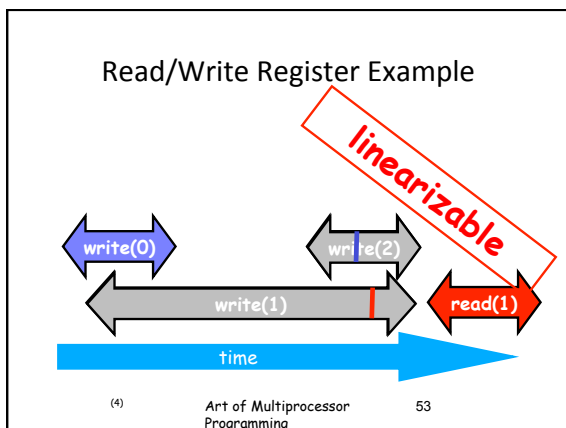 Read/Write Register Example
linearizable
write(0)
write(2)
write(1)
read(1)
time
(4)
Art of Multiprocessor
Programming
53